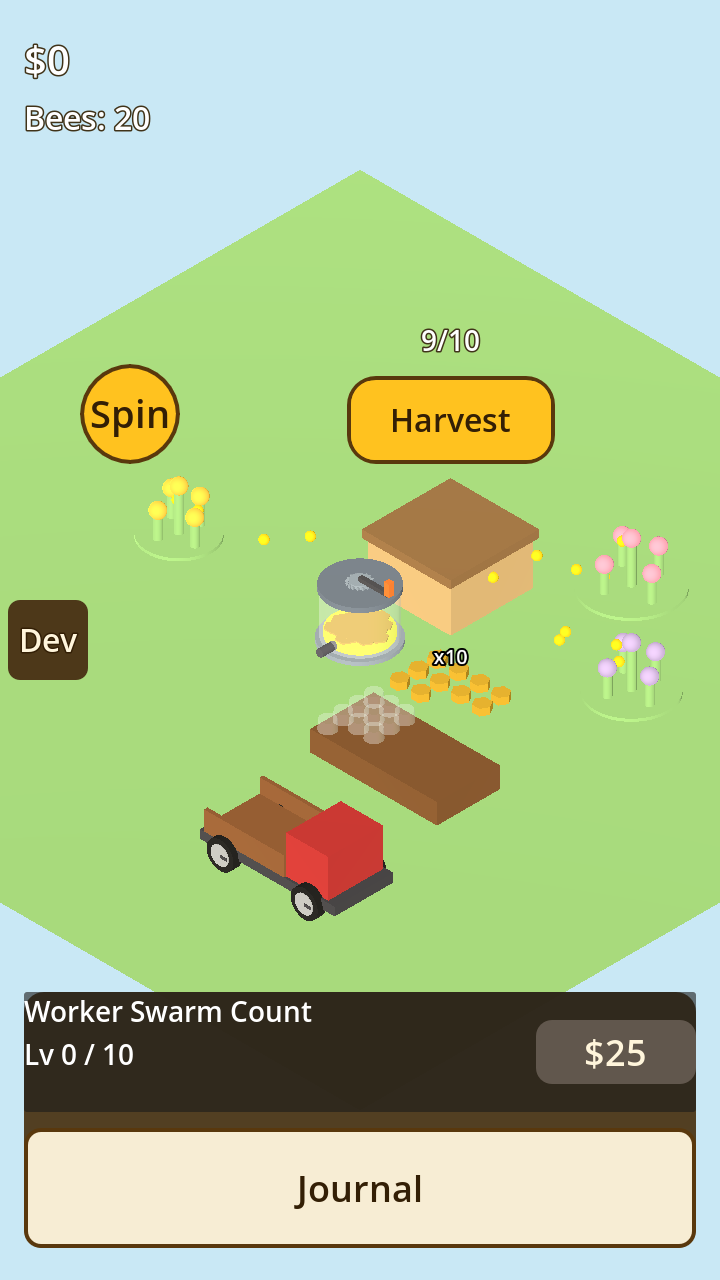 $0
Bees: 20
9/10
Spin
Harvest
Dev
x10
Worker Swarm Count
Lv 0 / 10
$25
Journal